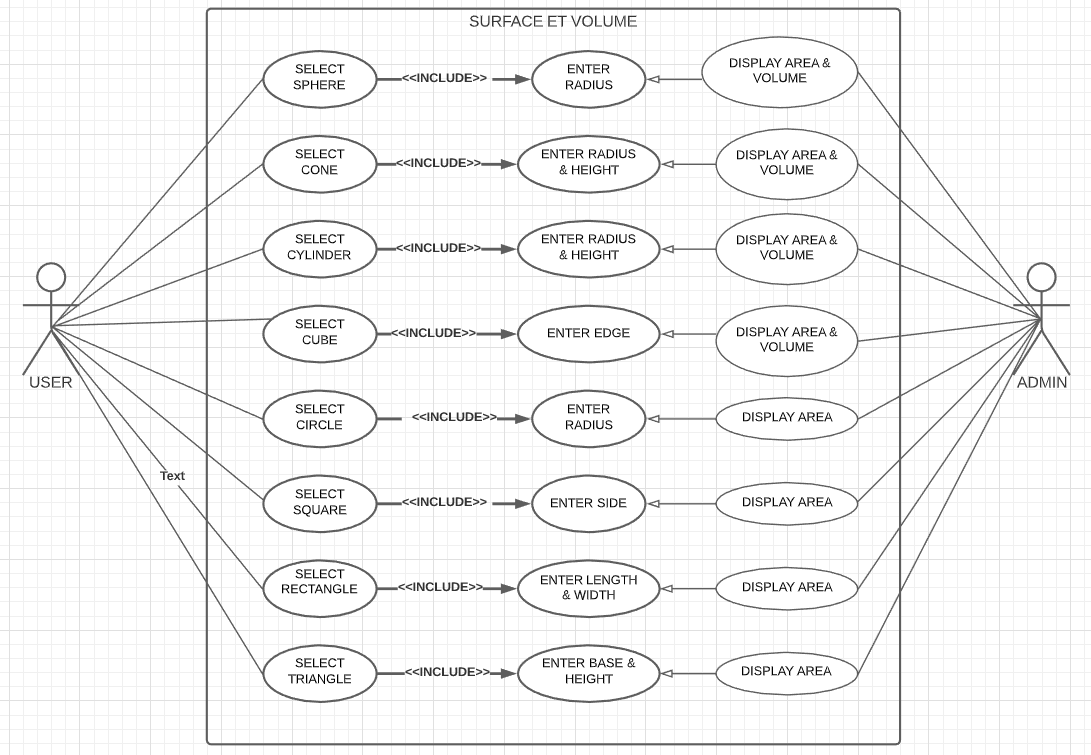 SURFACE ET VOLUME
SELECT
SPHERE
<<INCLUDE>>
ENTER
RADIUS
DISPLAY AREA &
VOLUME
SELECT
CONE
<<INCLUDE>>
ENTER RADIUS
& HEIGHT
DISPLAY AREA &
VOLUME
SELECT
CYLINDER
<<INCLUDE>>
ENTER RADIUS
& HEIGHT
DISPLAY AREA &
VOLUME
SELECT
CUBE
<<INCLUDE>>
ENTER EDGE
DISPLAY AREA &
VOLUME
USER
ADMIN
SELECT
CIRCLE
<<INCLUDE>>
ENTER
RADIUS
DISPLAY AREA
Text
SELECT
SQUARE
<<INCLUDE>>
ENTER SIDE
DISPLAY AREA
SELECT
RECTANGLE
<<INCLUDE>>
ENTER LENGTH
& WIDTH
DISPLAY AREA
SELECT
TRIANGLE
<<INCLUDE>>
ENTER BASE &
HEIGHT
DISPLAY AREA